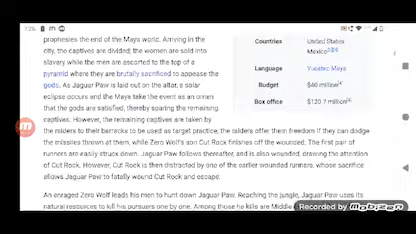 7:26
prophesies the end of the Maya world. Arriving in the
city, the captives are divided; the women are sold into
slavery while the men are escorted to the top of a
pyramid where they are brutally sacrificed to appease the
gods. As Jaguar Paw is laid out on the altar, a solar
eclipse occurs and the Maya take the event as an omen
that the gods are satisfied, thereby sparing the remaining
captives. However, the remaining captives are taken by
the raiders to their barracks to be used as target practice; the raiders offer them freedom if they can dodge
the missiles thrown at them, while Zero Wolf's son Cut Rock finishes off the wounded. The first pair of
runners are easily struck down. Jaguar Paw follows thereafter, and is also wounded, drawing the attention
of Cut Rock. However, Cut Rock is then distracted by one of the earlier wounded runners, whose sacrifice
allows Jaguar Paw to fatally wound Cut Rock and escape.
An enraged Zero Wolf leads his men to hunt down Jaguar Paw. Reaching the jungle, Jaguar Paw uses its
natural resources to kill his pursuers one by one. Among those he kills are Middle
Countries United States
Mexico
Language Yucatec Maya
Budget $40 million[4]
Box office $120.7 million[4]
Recorded by Mobizen